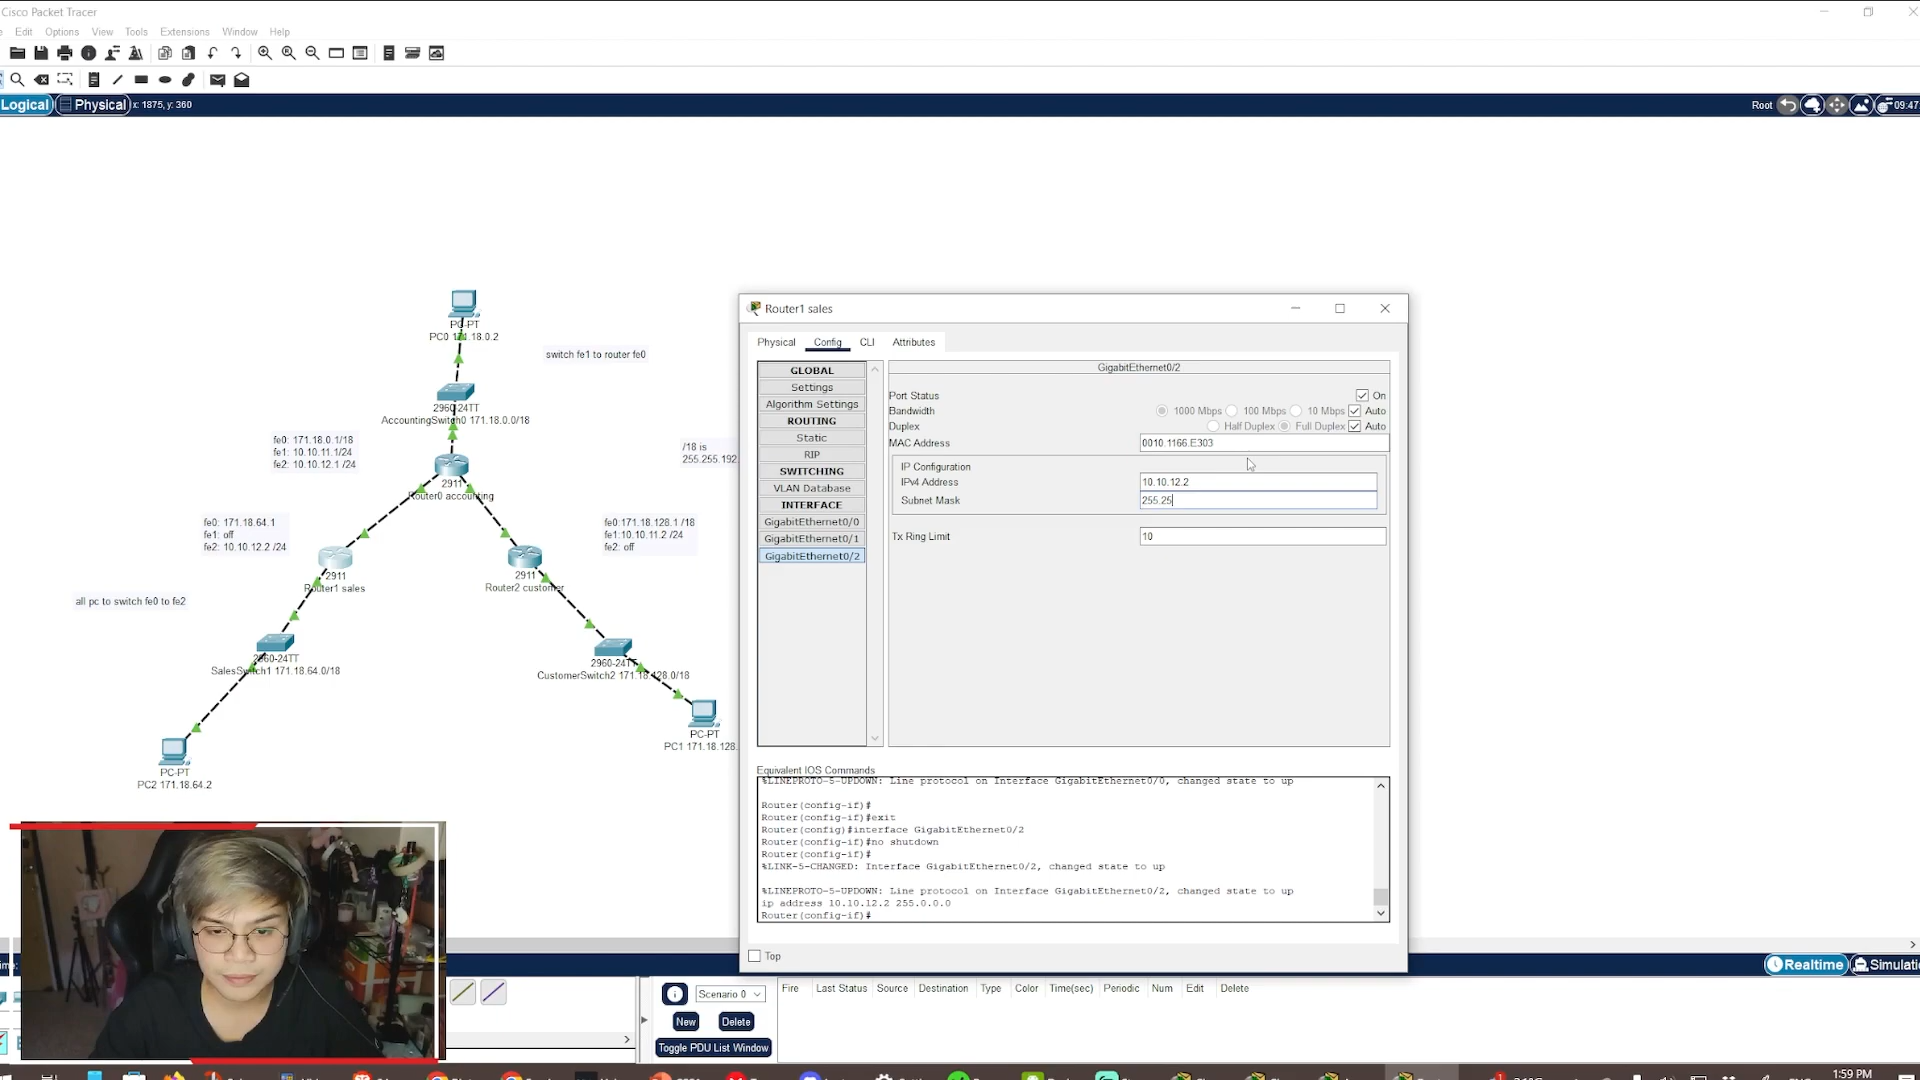 Cisco Packet Tracer
Edit Options View Tools Extensions Window Help
Logical Physical x: 1875, y: 360 Root 09:47
PC-PT
PC0 171.18.0.2
switch fe1 to router fe0
2960-24TT
AccountingSwitch0 171.18.0.0/18
fe0: 171.18.0.1/18
fe1: 10.10.11.1/24
fe2: 10.10.12.1 /24
/18 is
255.255.192.
2911
Router0 accounting
fe0: 171.18.64.1
fe1: off
fe2: 10.10.12.2 /24
fe0:171.18.128.1 /18
fe1:10.10.11.2 /24
fe2: off
2911
Router1 sales
2911
Router2 customer
all pc to switch fe0 to fe2
2960-24TT
SalesSwitch1 171.18.64.0/18
2960-24TT
CustomerSwitch2 171.18.128.0/18
PC-PT
PC1 171.18.128.
PC-PT
PC2 171.18.64.2
Router1 sales
Physical Config CLI Attributes
GLOBAL
Settings
Algorithm Settings
ROUTING
Static
RIP
SWITCHING
VLAN Database
INTERFACE
GigabitEthernet0/0
GigabitEthernet0/1
GigabitEthernet0/2
GigabitEthernet0/2
Port Status On
Bandwidth 1000 Mbps 100 Mbps 10 Mbps Auto
Duplex Half Duplex Full Duplex Auto
MAC Address 0010.1166.E303
IP Configuration
IPv4 Address 10.10.12.2
Subnet Mask 255.25
Tx Ring Limit 10
Equivalent IOS Commands
%LINEPROTO-5-UPDOWN: Line protocol on Interface GigabitEthernet0/0, changed state to up
Router(config-if)#
Router(config-if)#exit
Router(config)#interface GigabitEthernet0/2
Router(config-if)#no shutdown
Router(config-if)#
%LINK-5-CHANGED: Interface GigabitEthernet0/2, changed state to up
%LINEPROTO-5-UPDOWN: Line protocol on Interface GigabitEthernet0/2, changed state to up
ip address 10.10.12.2 255.0.0.0
Router(config-if)#
Top
Realtime Simulati
Scenario 0
New Delete
Toggle PDU List Window
Fire Last Status Source Destination Type Color Time(sec) Periodic Num Edit Delete
1:59 PM